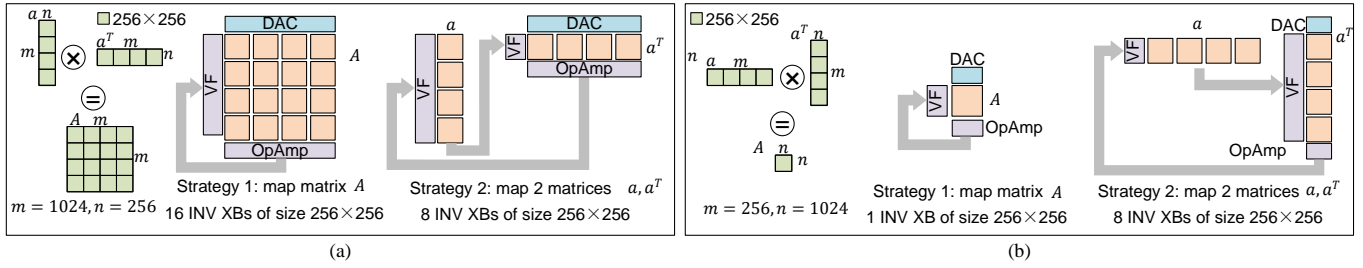 a n
256×256
m
a^T m
n
A m
m
m = 1024, n = 256
DAC
VF
A
OpAmp
Strategy 1: map matrix A
16 INV XBs of size 256×256
a
VF
VF
DAC
a^T
OpAmp
Strategy 2: map 2 matrices a, a^T
8 INV XBs of size 256×256
(a)
256×256
a^T n
n
a m
m
A n
n
m = 256, n = 1024
DAC
VF
A
OpAmp
Strategy 1: map matrix A
1 INV XB of size 256×256
a
VF
DAC
a^T
VF
OpAmp
Strategy 2: map 2 matrices a, a^T
8 INV XBs of size 256×256
(b)